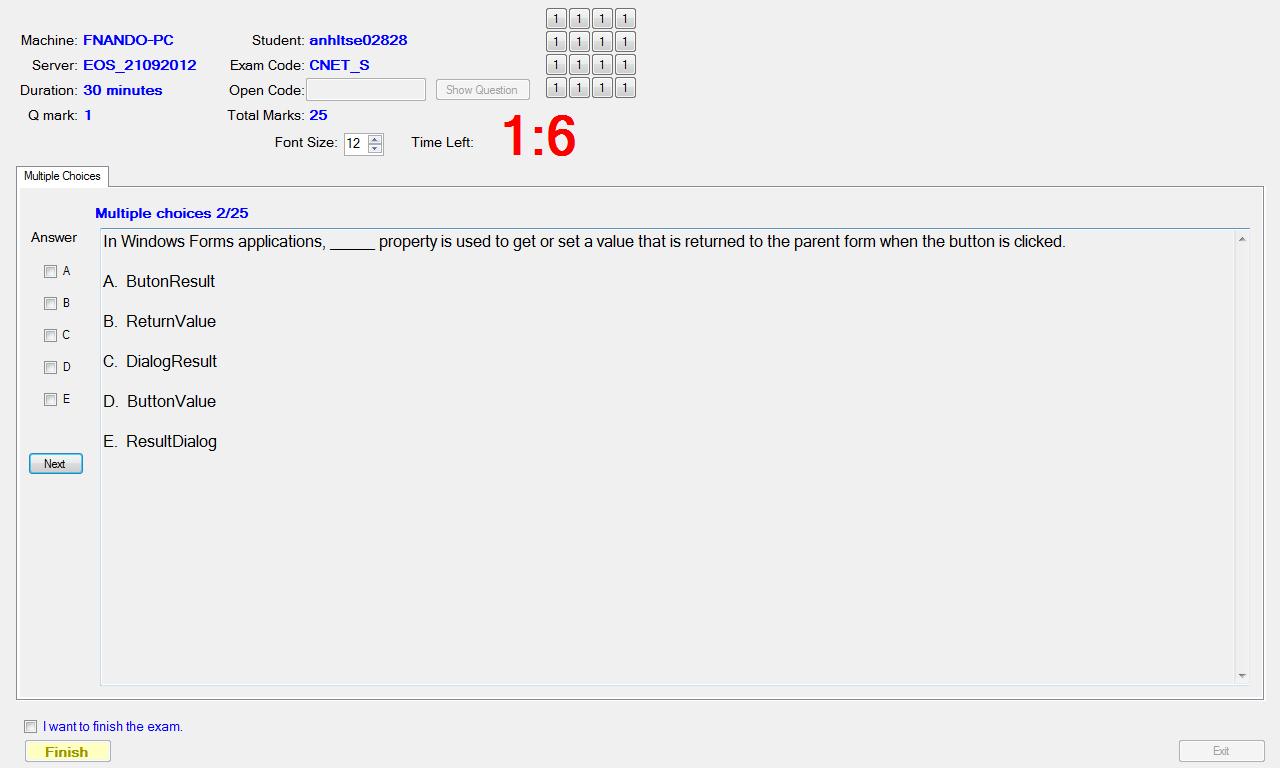 Machine: FNANDO-PC Student: anhltse02828
Server: EOS_21092012 Exam Code: CNET_S
Duration: 30 minutes Open Code: Show Question
Q mark: 1 Total Marks: 25
Font Size: 12 Time Left: 1:6
1 1 1 1
1 1 1 1
1 1 1 1
1 1 1 1
Multiple Choices
Multiple choices 2/25
Answer
A
B
C
D
E
Next
In Windows Forms applications, _____ property is used to get or set a value that is returned to the parent form when the button is clicked.
A. ButonResult
B. ReturnValue
C. DialogResult
D. ButtonValue
E. ResultDialog
I want to finish the exam.
Finish
Exit